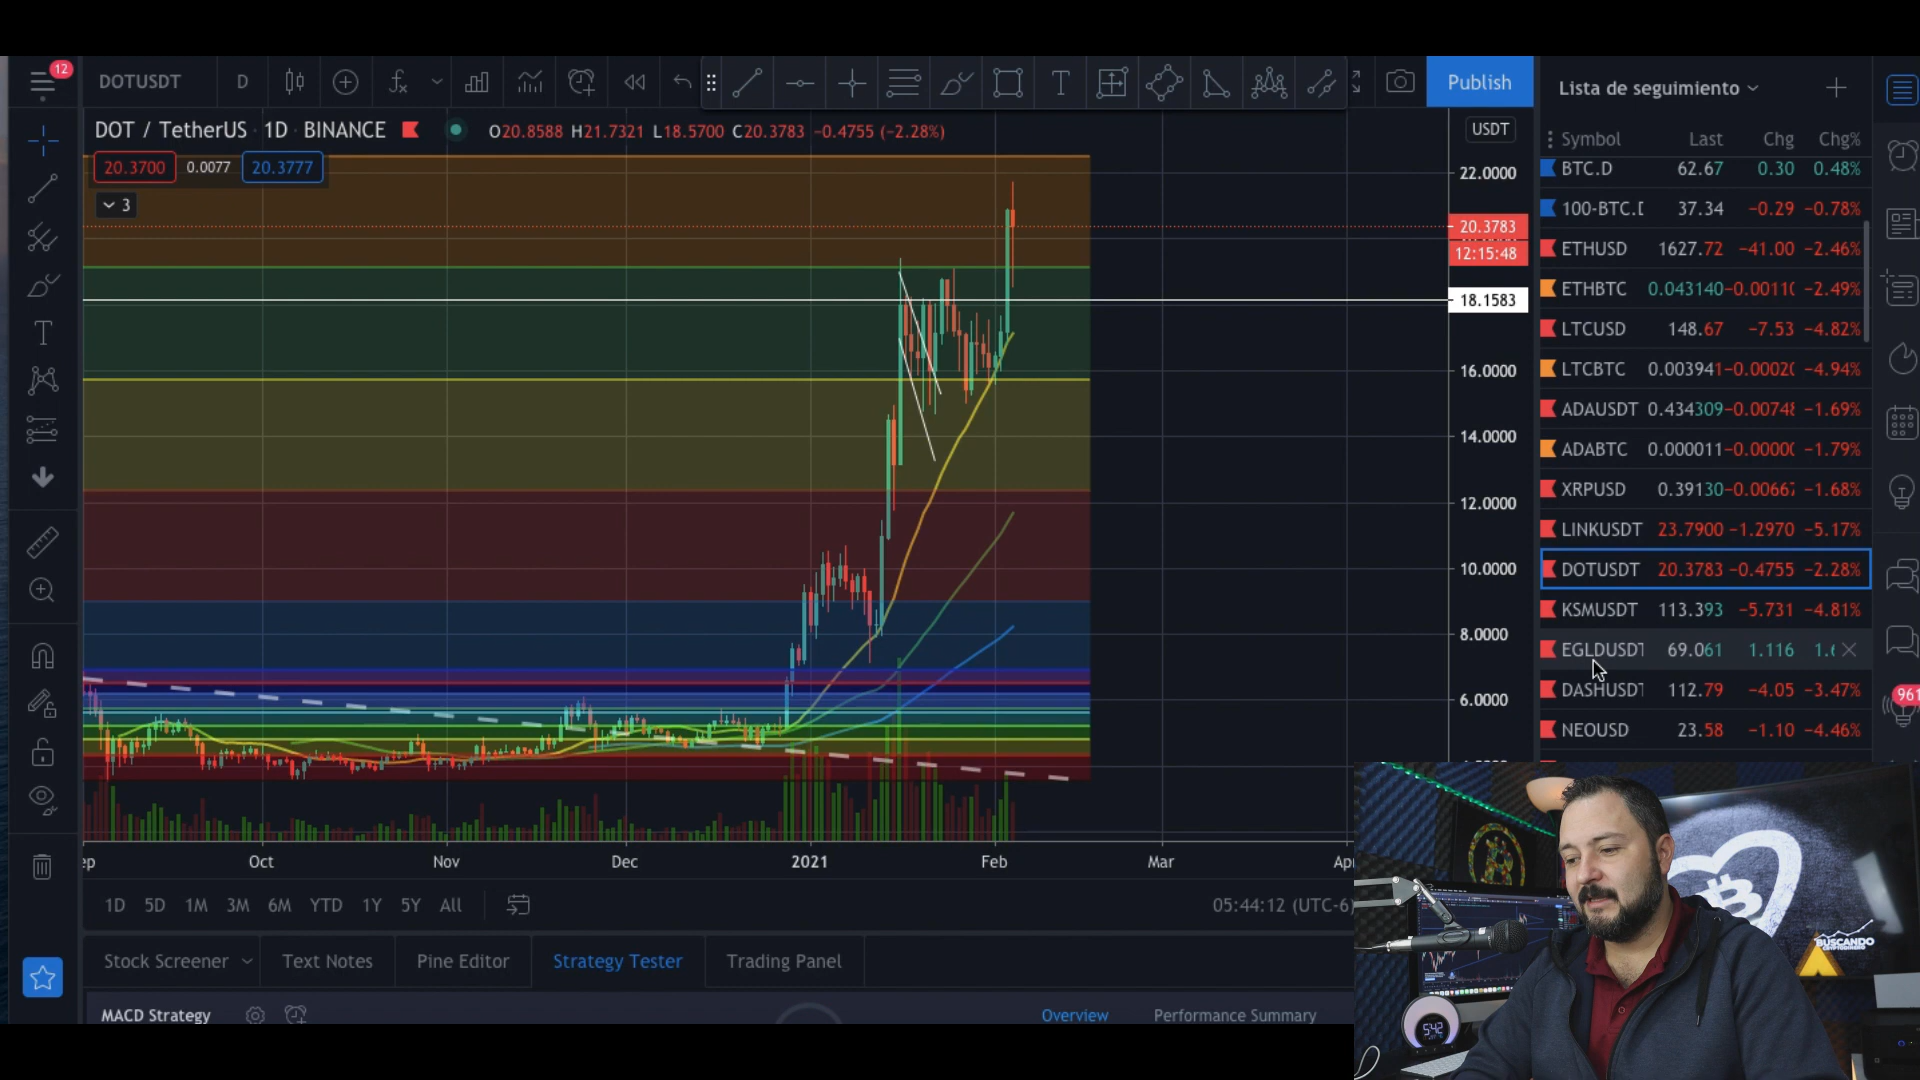 12
DOTUSDT D Publish
Lista de seguimiento
DOT / TetherUS 1D BINANCE O20.8588 H21.7321 L18.5700 C20.3783 −0.4755 (−2.28%)
20.3700 0.0077 20.3777
3
USDT
22.0000
20.3783
12:15:48
18.1583
16.0000
14.0000
12.0000
10.0000
8.0000
6.0000
Symbol Last Chg Chg%
BTC.D 62.67 0.30 0.48%
100-BTC.D 37.34 −0.29 −0.78%
ETHUSD 1627.72 −41.00 −2.46%
ETHBTC 0.043140 −0.00110 −2.49%
LTCUSD 148.67 −7.53 −4.82%
LTCBTC 0.003941 −0.00020 −4.94%
ADAUSDT 0.434309 −0.00748 −1.69%
ADABTC 0.000011 −0.0000 −1.79%
XRPUSD 0.39130 −0.00667 −1.68%
LINKUSDT 23.7900 −1.2970 −5.17%
DOTUSDT 20.3783 −0.4755 −2.28%
KSMUSDT 113.393 −5.731 −4.81%
EGLDUSDT 69.061 1.116
DASHUSDT 112.79 −4.05 −3.47%
NEOUSD 23.58 −1.10 −4.46%
961
Oct Nov Dec 2021 Feb Mar
1D 5D 1M 3M 6M YTD 1Y 5Y All
05:44:12 (UTC-6)
Stock Screener Text Notes Pine Editor Strategy Tester Trading Panel
MACD Strategy Overview Performance Summary
BUSCANDO
5:42